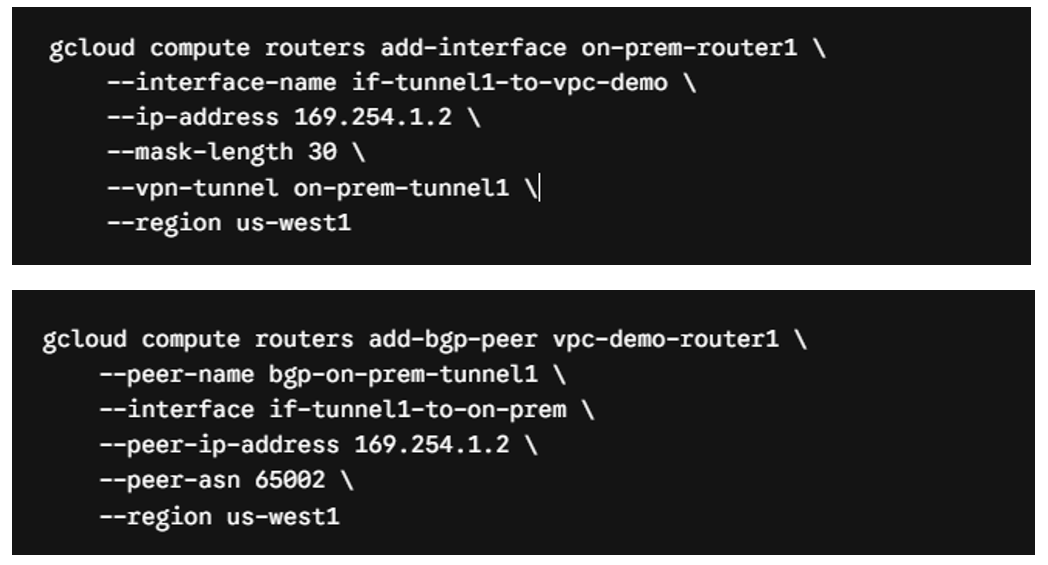 gcloud compute routers add-interface on-prem-router1 \
--interface-name if-tunnel1-to-vpc-demo \
--ip-address 169.254.1.2 \
--mask-length 30 \
--vpn-tunnel on-prem-tunnel1 \
--region us-west1
gcloud compute routers add-bgp-peer vpc-demo-router1 \
--peer-name bgp-on-prem-tunnel1 \
--interface if-tunnel1-to-on-prem \
--peer-ip-address 169.254.1.2 \
--peer-asn 65002 \
--region us-west1